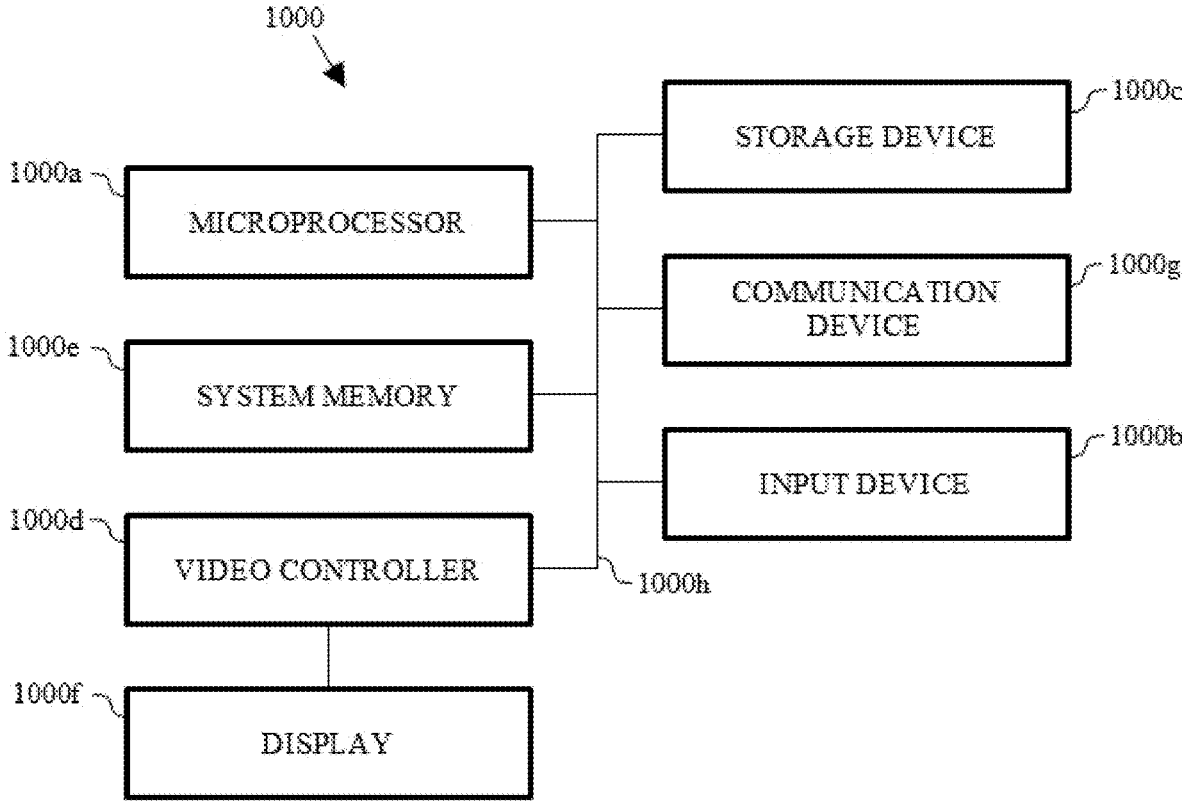 1000
1000a
MICROPROCESSOR
1000e
SYSTEM MEMORY
1000d
VIDEO CONTROLLER
1000f
DISPLAY
1000c
STORAGE DEVICE
1000g
COMMUNICATION
DEVICE
1000b
INPUT DEVICE
1000h